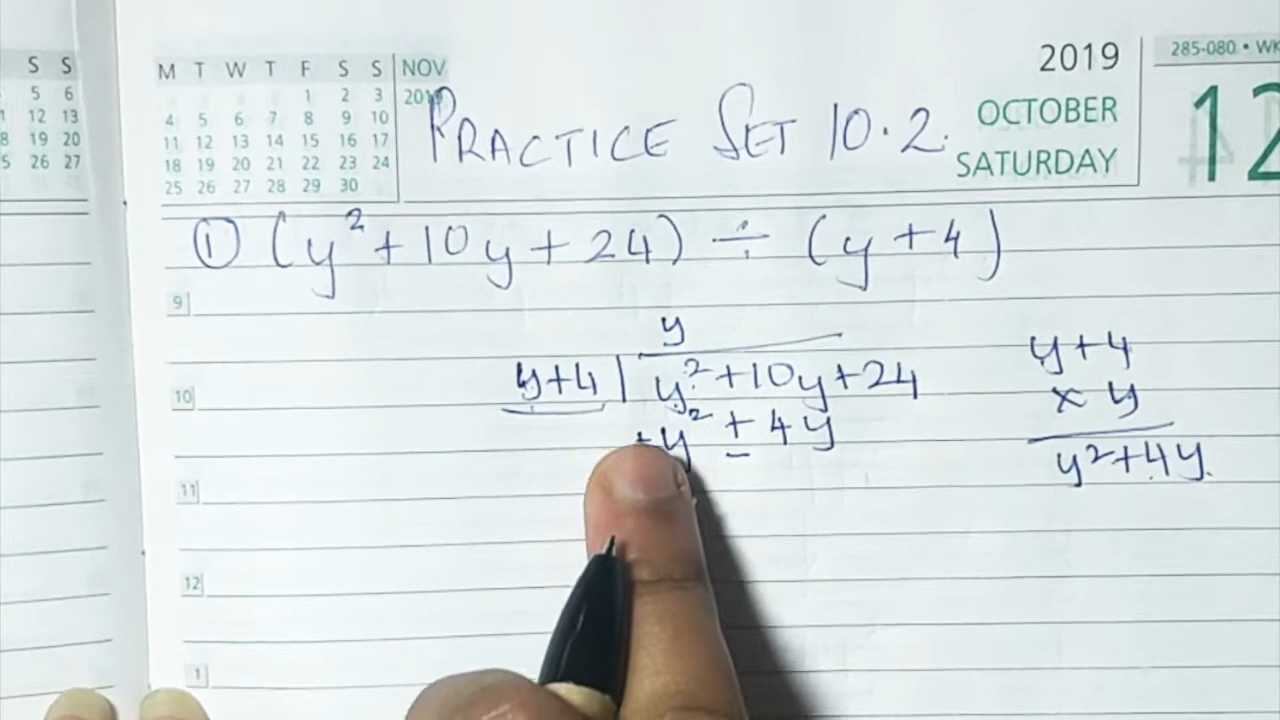 S S
5 6
12 13
19 20
26 27
M T W T F S S NOV
1 2 3
4 5 6 7 8 9 10
11 12 13 14 15 16 17
18 19 20 21 22 23 24
25 26 27 28 29 30
PRACTICE SET 10.2.
2019
OCTOBER
SATURDAY
285-080 • WK
12
① (y²+10y+24) ÷ (y+4)
9
y
10
y+4 | y²+10y+24
+y² + 4y
y+4
× y
y²+4y
11
12
1